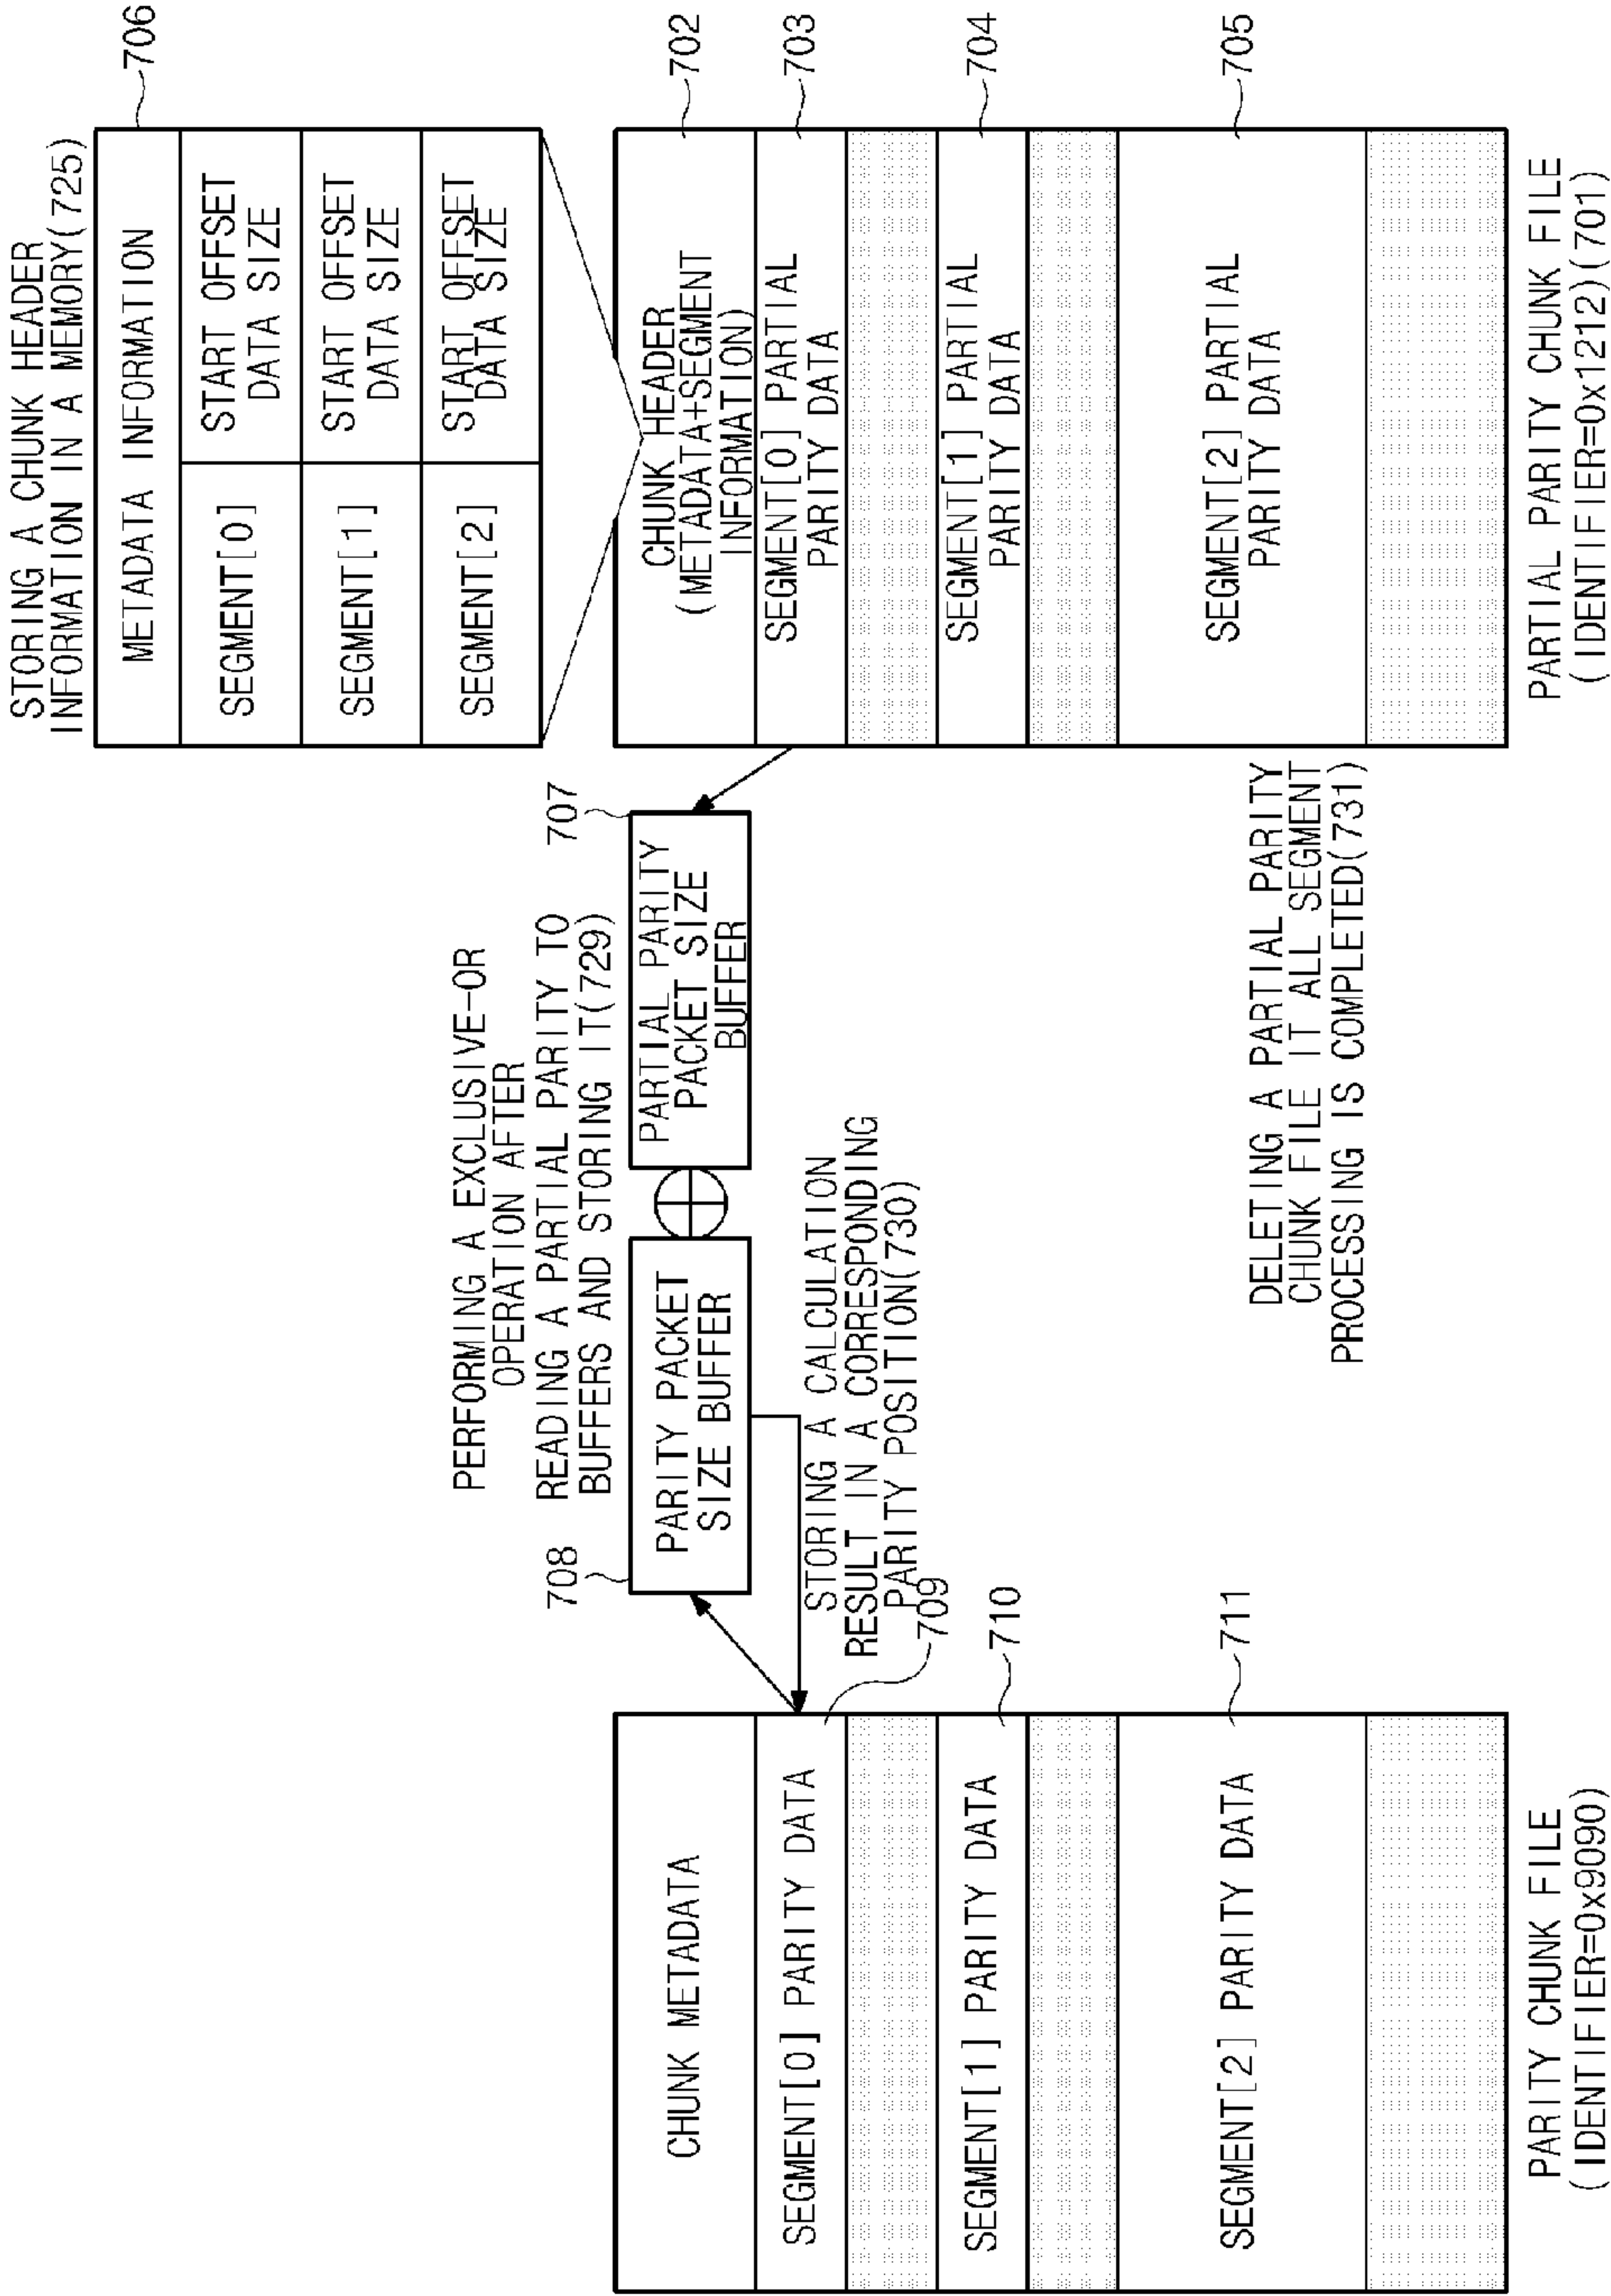 STORING A CHUNK HEADER
INFORMATION IN A MEMORY(725)
706
METADATA INFORMATION
SEGMENT[0]
START OFFSET
DATA SIZE
SEGMENT[1]
START OFFSET
DATA SIZE
SEGMENT[2]
START OFFSET
DATA SIZE
PERFORMING A EXCLUSIVE-OR
OPERATION AFTER
READING A PARTIAL PARITY TO
BUFFERS AND STORING IT(729)
708
PARITY PACKET
SIZE BUFFER
707
PARTIAL PARITY
PACKET SIZE
BUFFER
STORING A CALCULATION
RESULT IN A CORRESPONDING
PARITY POSITION(730)
CHUNK METADATA
SEGMENT[0] PARITY DATA
709
SEGMENT[1] PARITY DATA
710
SEGMENT[2] PARITY DATA
711
PARITY CHUNK FILE
(IDENTIFIER=0x9090)
CHUNK HEADER
(METADATA+SEGMENT
INFORMATION)
702
SEGMENT[0] PARTIAL
PARITY DATA
703
SEGMENT[1] PARTIAL
PARITY DATA
704
SEGMENT[2] PARTIAL
PARITY DATA
705
DELETING A PARTIAL PARITY
CHUNK FILE IT ALL SEGMENT
PROCESSING IS COMPLETED(731)
PARTIAL PARITY CHUNK FILE
(IDENTIFIER=0x1212)(701)